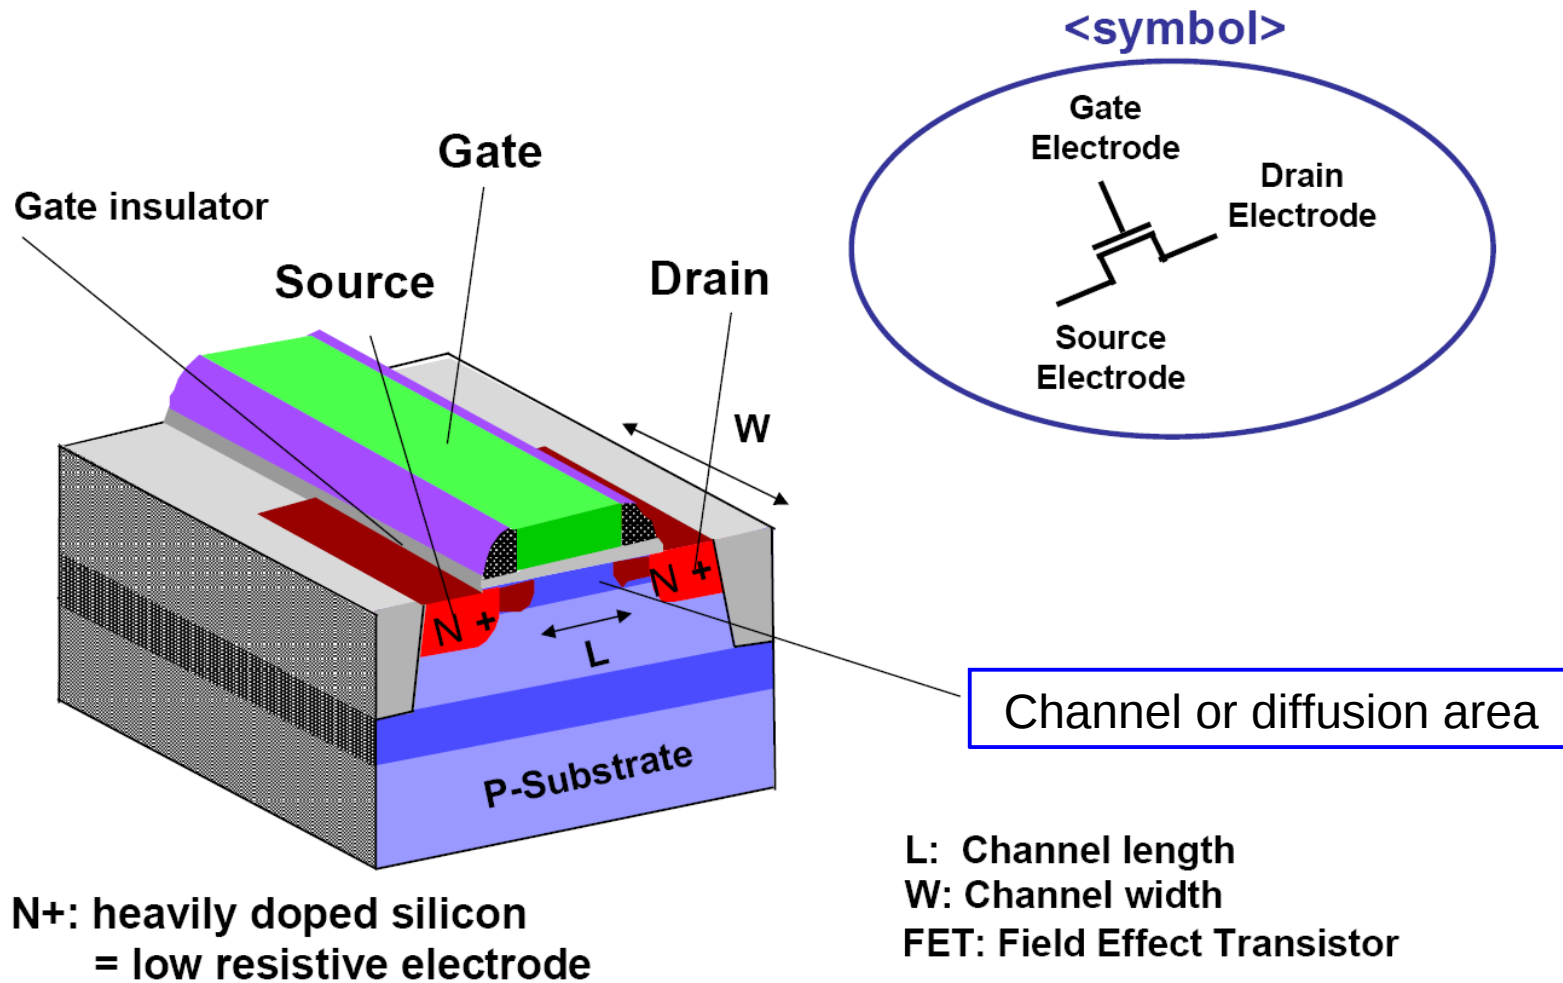 <symbol>
Gate
Electrode
Drain
Electrode
Source
Electrode
Gate
Gate insulator
Source
Drain
W
N +
N +
L
Channel or diffusion area
P-Substrate
L: Channel length
W: Channel width
FET: Field Effect Transistor
N+: heavily doped silicon
= low resistive electrode